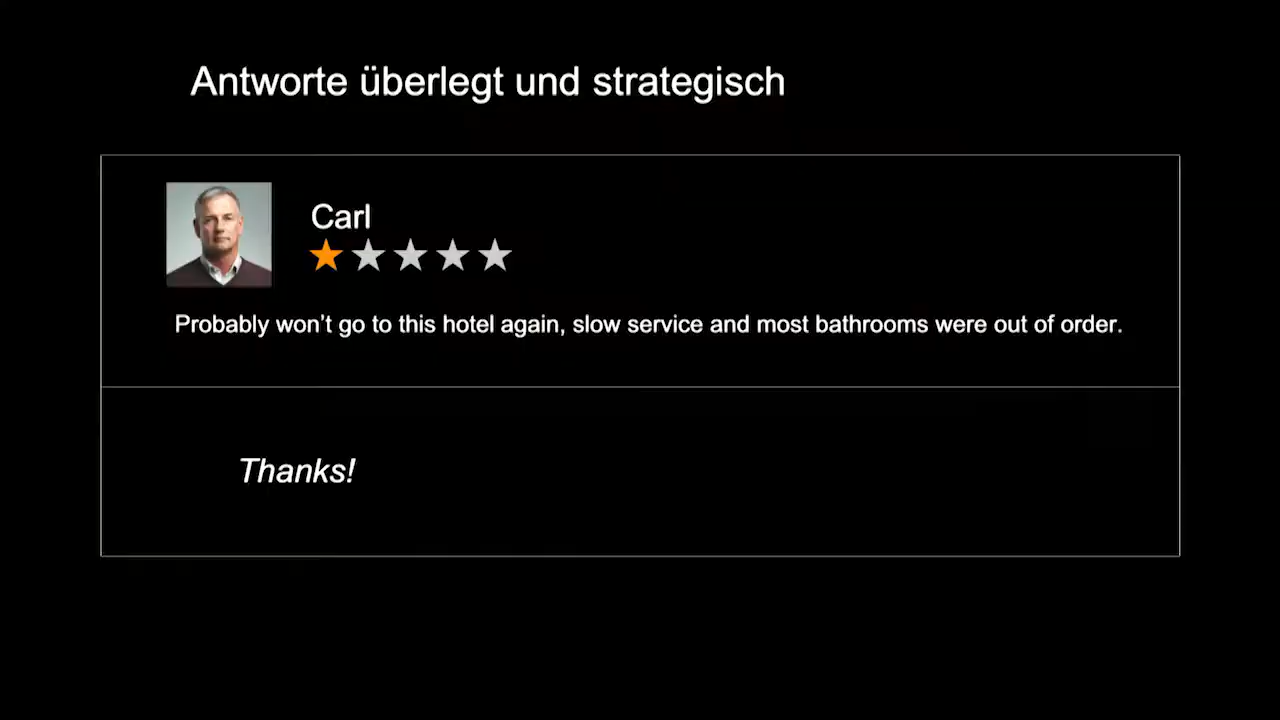 Antworte überlegt und strategisch
Carl
Probably won’t go to this hotel again, slow service and most bathrooms were out of order.
Thanks!